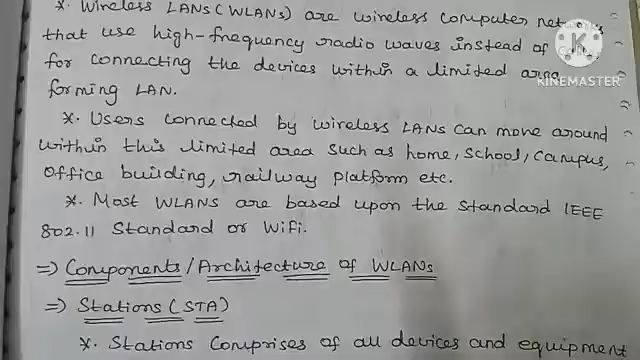 *. Wireless LANs (WLANs) are wireless computer
that use high-frequency radio waves instead of
for connecting the devices within a limited area
forming LAN.
*. Users connected by wireless LANs can move around
within this limited area such as home, School, Campus,
office building, railway platform etc.
*. Most WLANs are based upon the Standard IEEE
802.11 Standard or WiFi.
⇒ Components/Architecture of WLANs
⇒ Stations (STA)
*. Stations Comprises of all devices and equipment
KINEMASTER